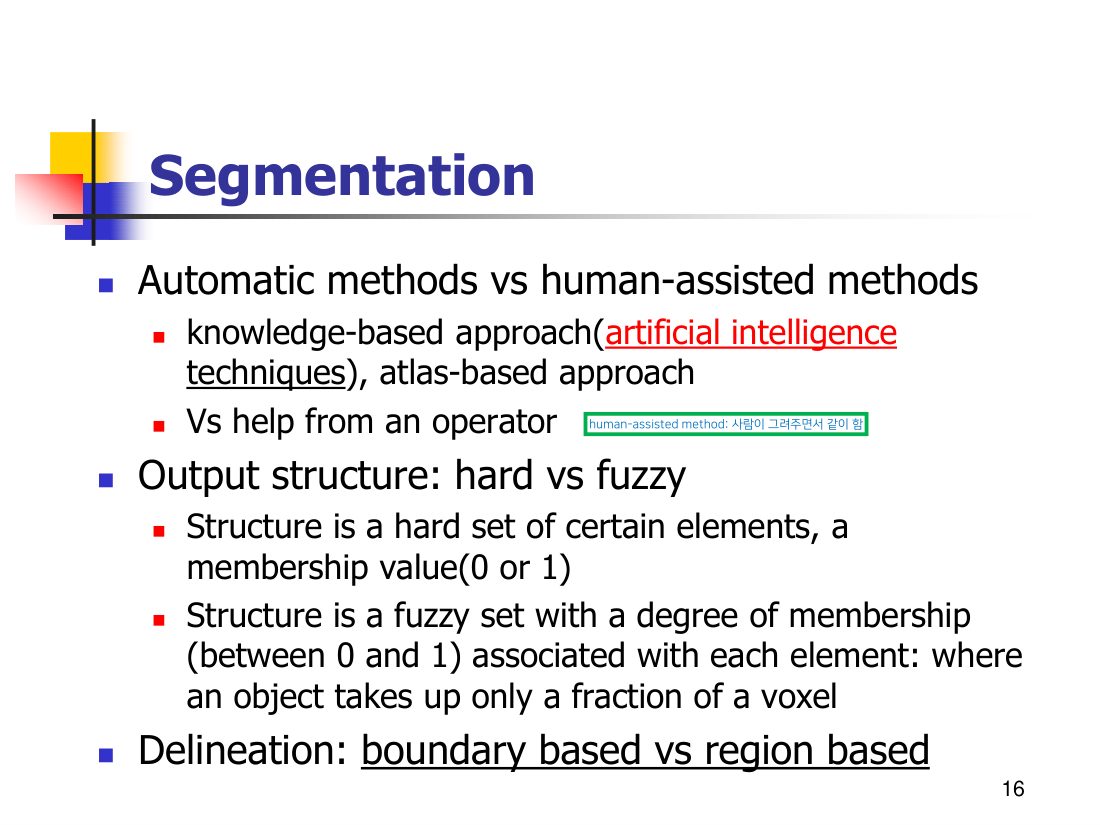 Segmentation
Automatic methods vs human-assisted methods
knowledge-based approach(artificial intelligence
techniques), atlas-based approach
Vs help from an operator
human-assisted method: 사람이 그려주면서 같이 함
Output structure: hard vs fuzzy
Structure is a hard set of certain elements, a
membership value(0 or 1)
Structure is a fuzzy set with a degree of membership
(between 0 and 1) associated with each element: where
an object takes up only a fraction of a voxel
Delineation: boundary based vs region based
16